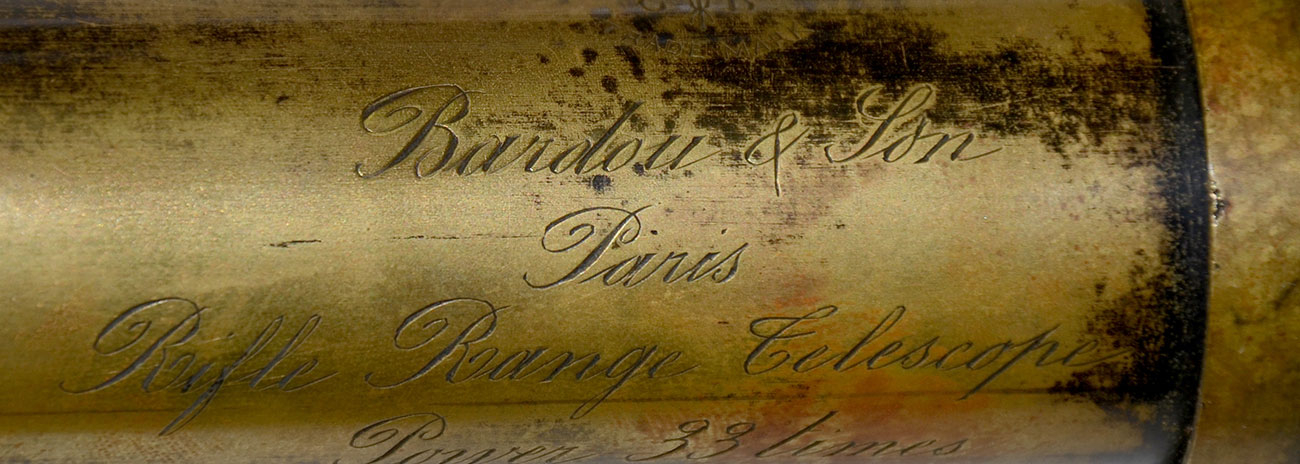 Bardou & Son
Paris
Rifle Range Telescope
Power 33 times